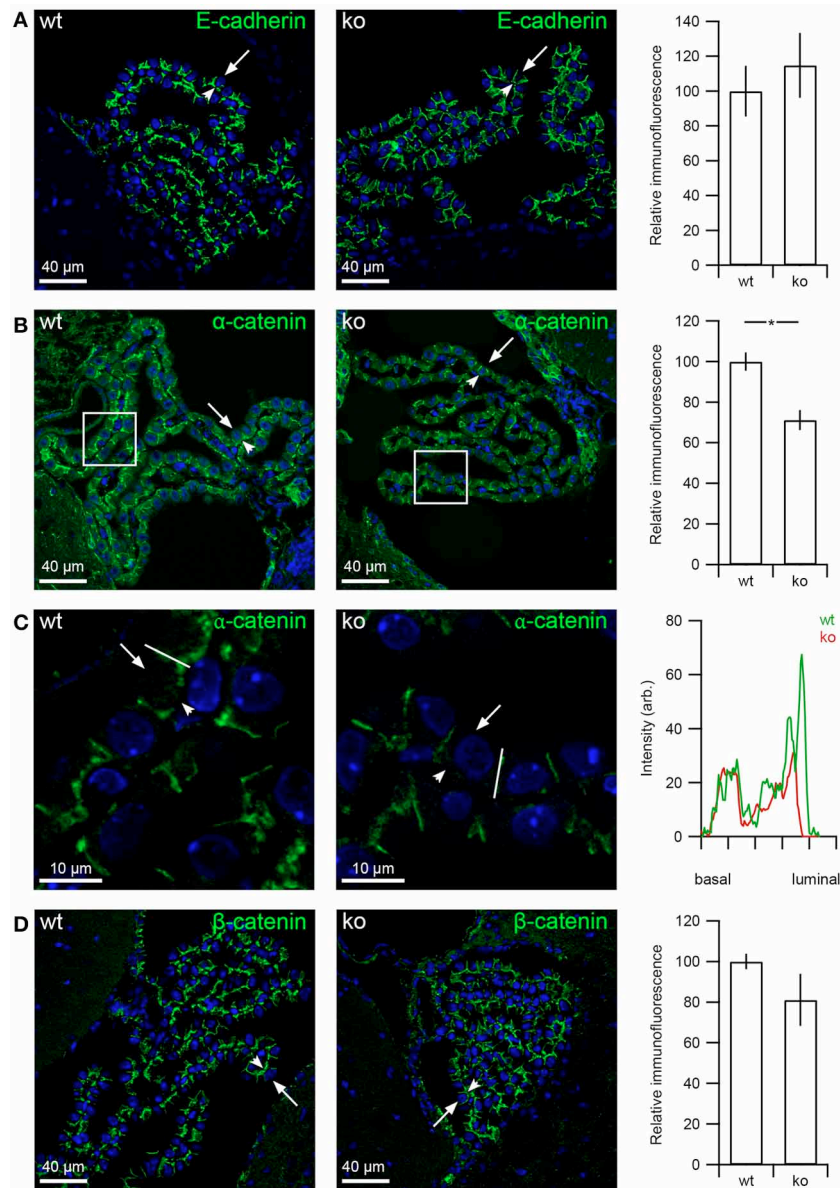 A
wt
E-cadherin
40 µm
ko
E-cadherin
40 µm
Relative immunofluorescence
140
120
100
80
60
40
20
0
wt
ko
B
wt
α-catenin
40 µm
ko
α-catenin
40 µm
Relative immunofluorescence
120
100
80
60
40
20
0
*
wt
ko
C
wt
α-catenin
10 µm
ko
α-catenin
10 µm
Intensity (arb.)
80
60
40
20
0
wt
ko
basal
luminal
D
wt
β-catenin
40 µm
ko
β-catenin
40 µm
Relative immunofluorescence
120
100
80
60
40
20
0
wt
ko